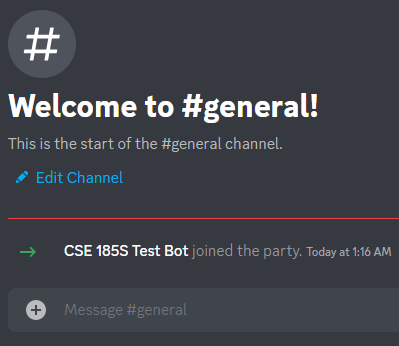 #
Welcome to #general!
This is the start of the #general channel.
Edit Channel
CSE 185S Test Bot joined the party. Today at 1:16 AM
Message #general